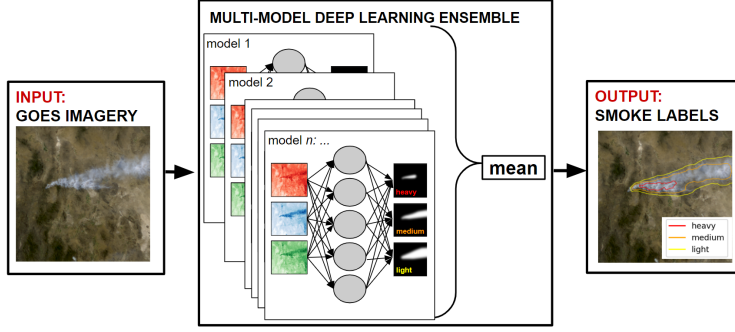 INPUT:
GOES IMAGERY
MULTI-MODEL DEEP LEARNING ENSEMBLE
model 1
model 2
model n: ...
heavy
medium
light
mean
OUTPUT:
SMOKE LABELS
heavy
medium
light